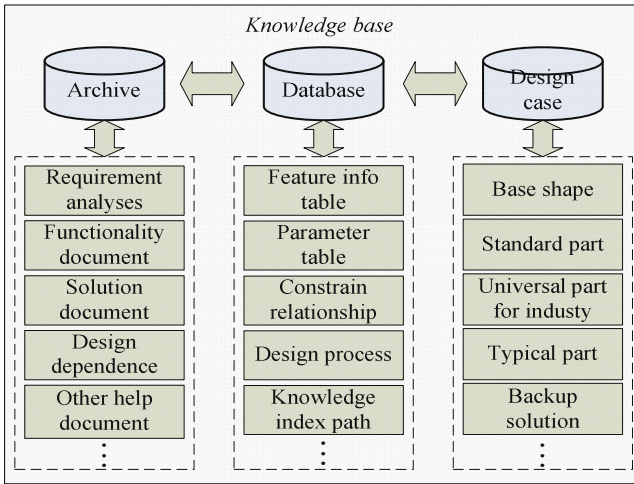 Knowledge base
Archive
Database
Design
case
Requirement
analyses
Functionality
document
Solution
document
Design
dependence
Other help
document
Feature info
table
Parameter
table
Constrain
relationship
Design process
Knowledge
index path
Base shape
Standard part
Universal part
for industy
Typical part
Backup
solution